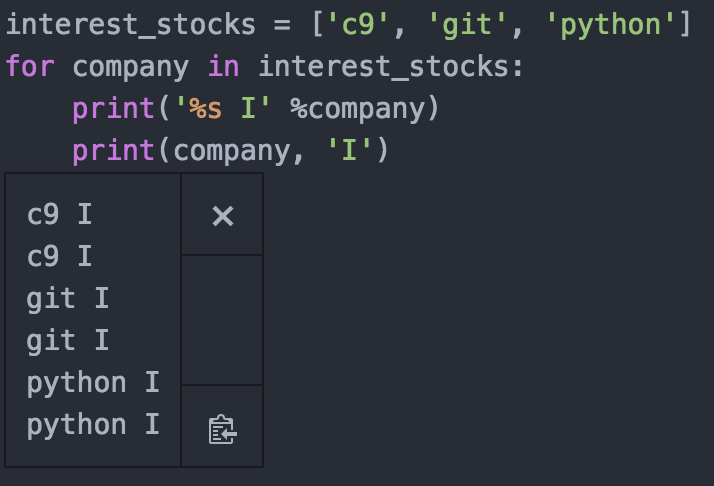 interest_stocks = ['c9', 'git', 'python']
for company in interest_stocks:
    print('%s I' %company)
    print(company, 'I')
c9 I
c9 I
git I
git I
python I
python I